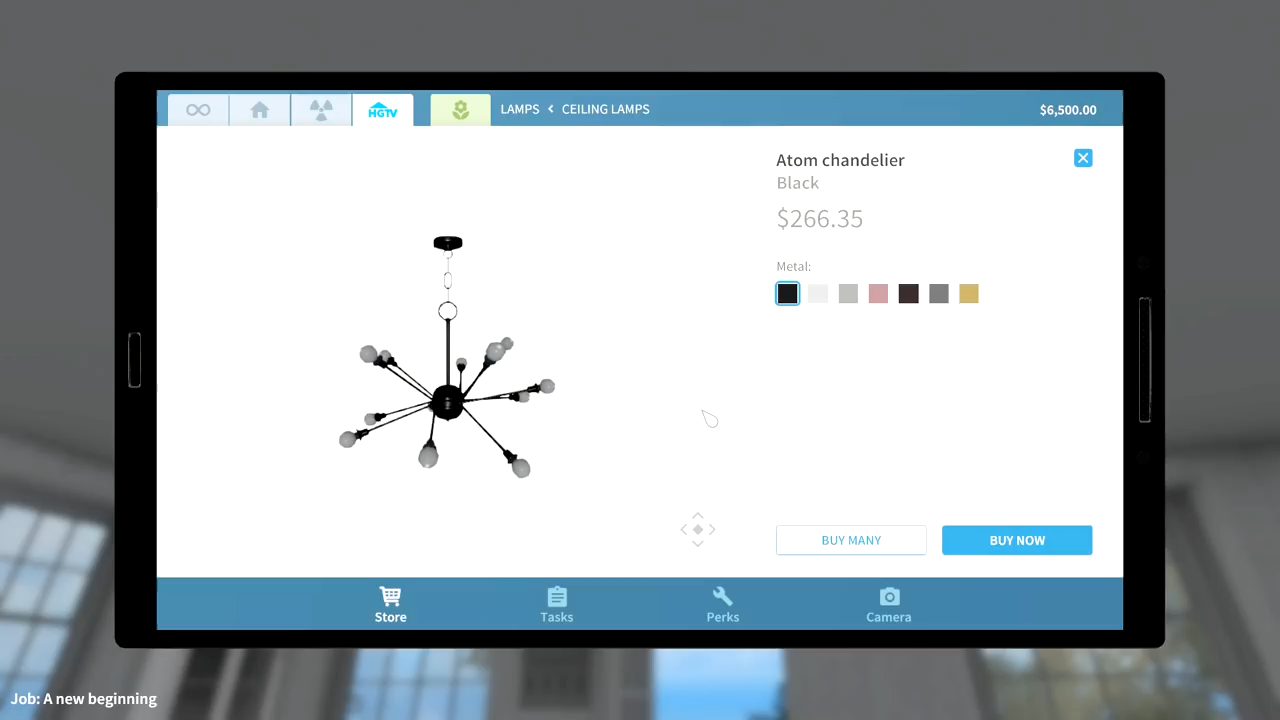 HGTV
LAMPS < CEILING LAMPS
$6,500.00
Atom chandelier
Black
$266.35
Metal:
BUY MANY
BUY NOW
Store
Tasks
Perks
Camera
Job: A new beginning